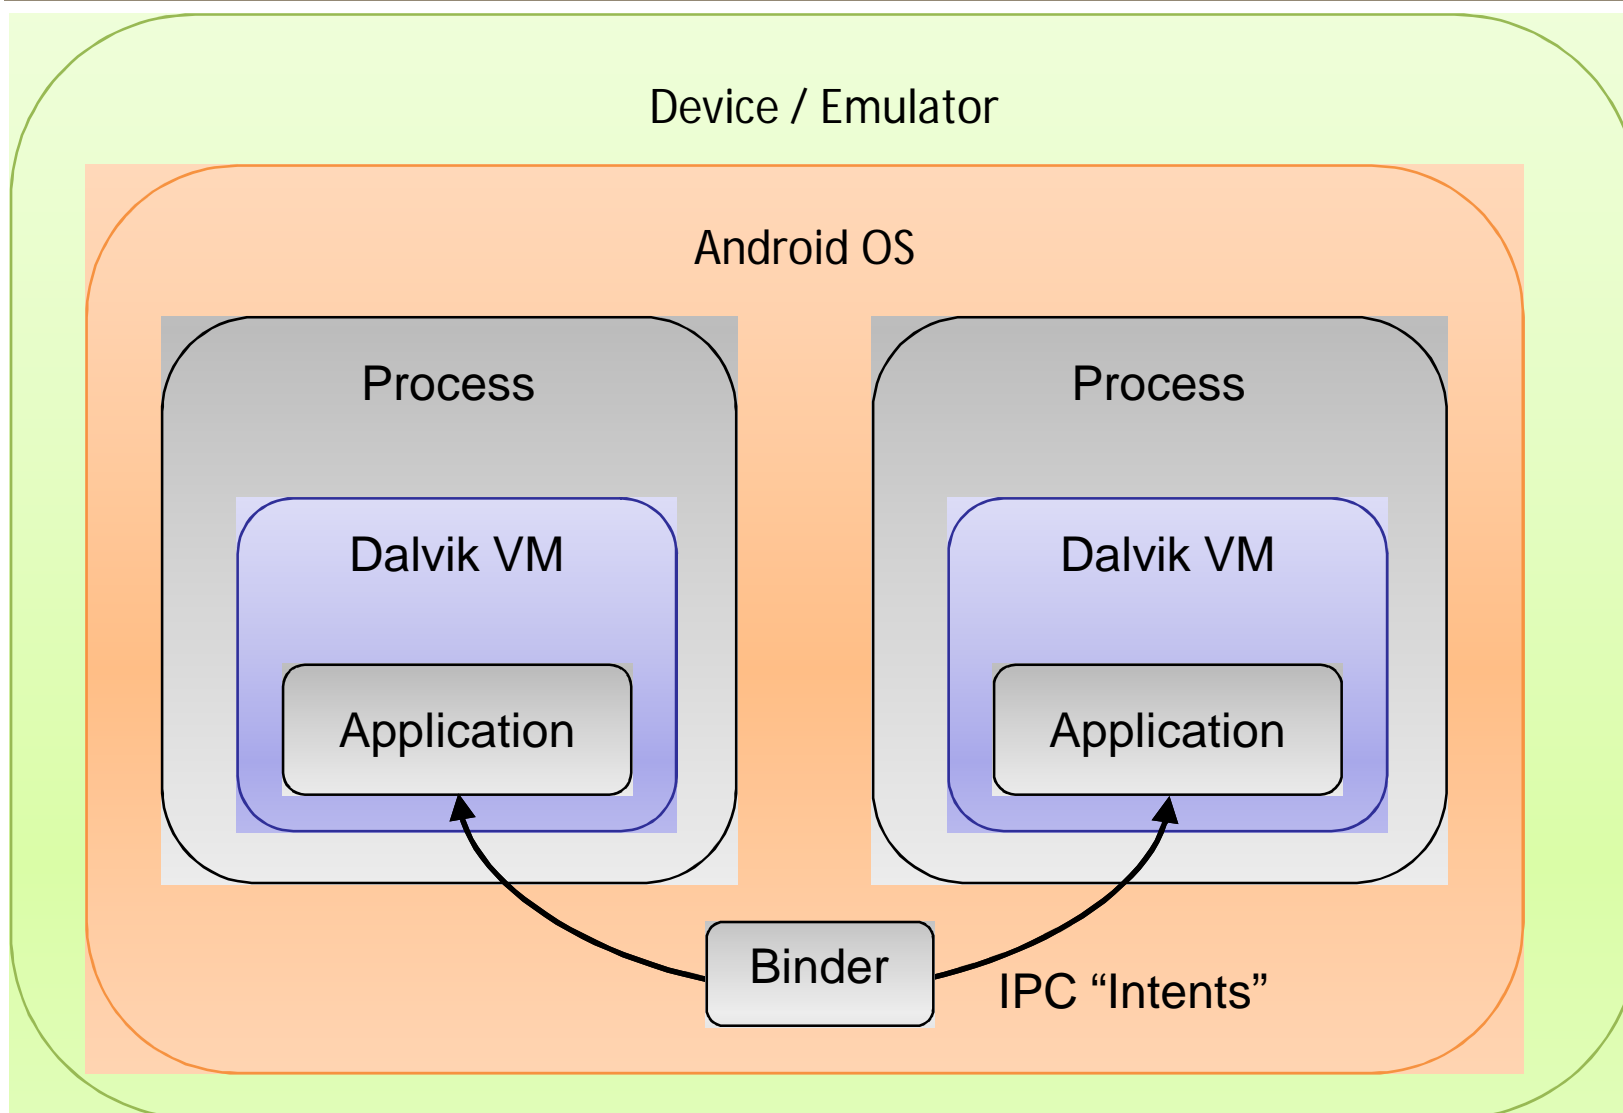 Device / Emulator
Android OS
Process
Process
Dalvik VM
Dalvik VM
Application
Application
Binder
IPC “Intents”